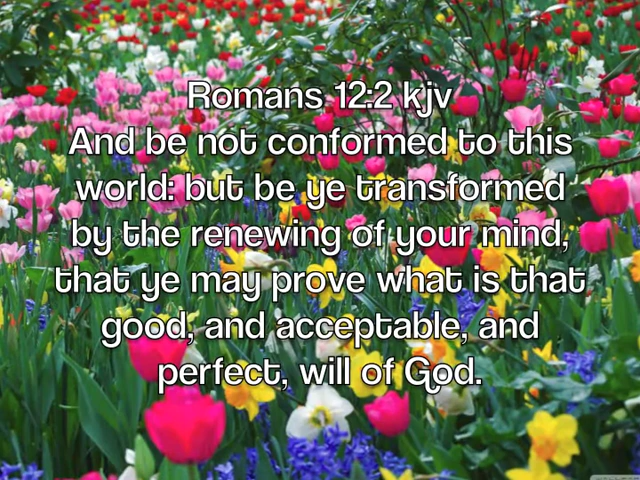 Romans 12:2 kjv
And be not conformed to this
world: but be ye transformed
by the renewing of your mind,
that ye may prove what is that
good, and acceptable, and
perfect, will of God.